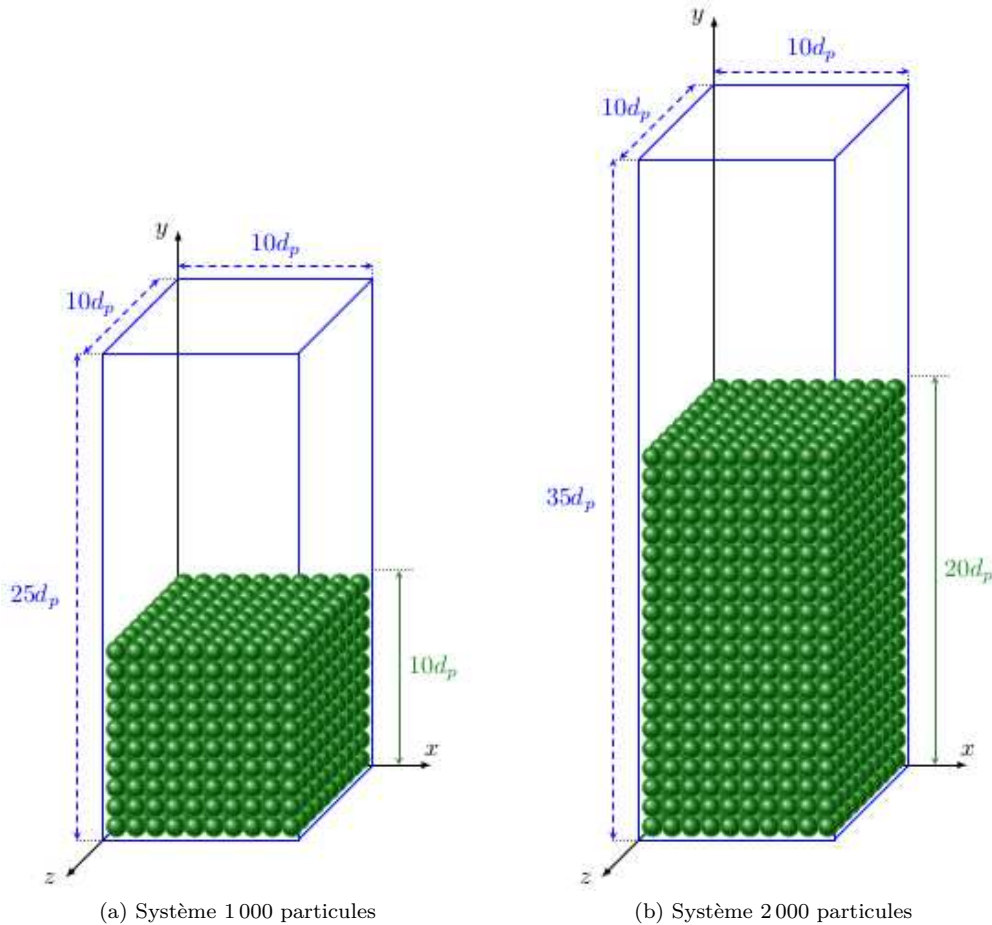 y
10d_p
10d_p
25d_p
10d_p
x
z
(a) Système 1 000 particules
y
10d_p
10d_p
35d_p
20d_p
x
z
(b) Système 2 000 particules